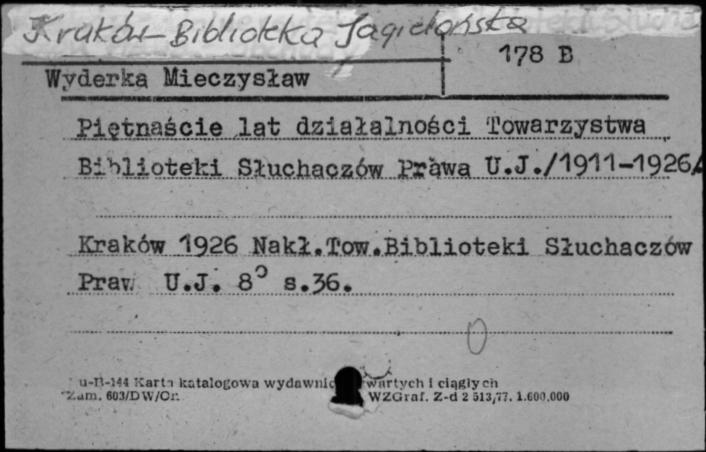 Kraków - Biblioteka Jagielońska
178 B
Wyderka Mieczysław
Piętnaście lat działalności Towarzystwa
Biblioteki Słuchaczów Prawa U.J./1911-1926/
Kraków 1926 Nakł.Tow.Biblioteki Słuchaczów
Praw U.J. 8° s.36.
u-B-144 Karta katalogowa wydawnic wartych i ciągłych
Zam. 603/DW/Or. WZGraf. Z-d 2 513,77. 1.600.000